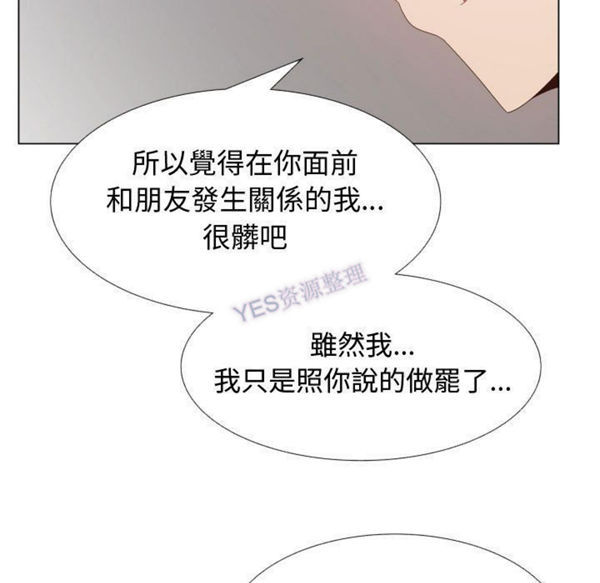 所以覺得在你面前
和朋友發生關係的我...
很髒吧
YES资源整理
雖然我...
我只是照你說的做罷了...